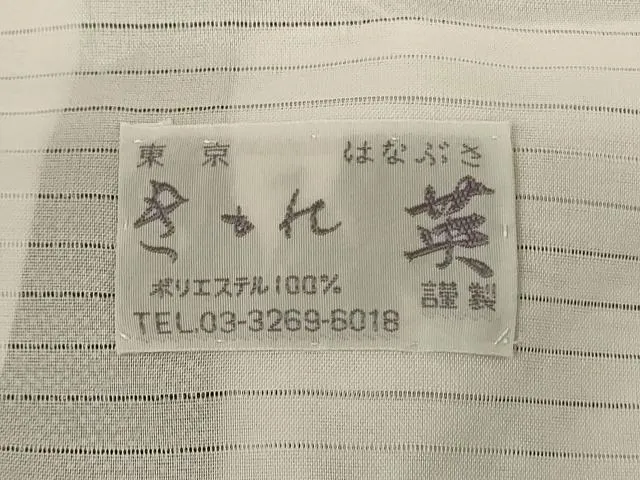 東京 はなぶさ
きもれ 英
ポリエステル100% 謹製
TEL.03-3269-6018